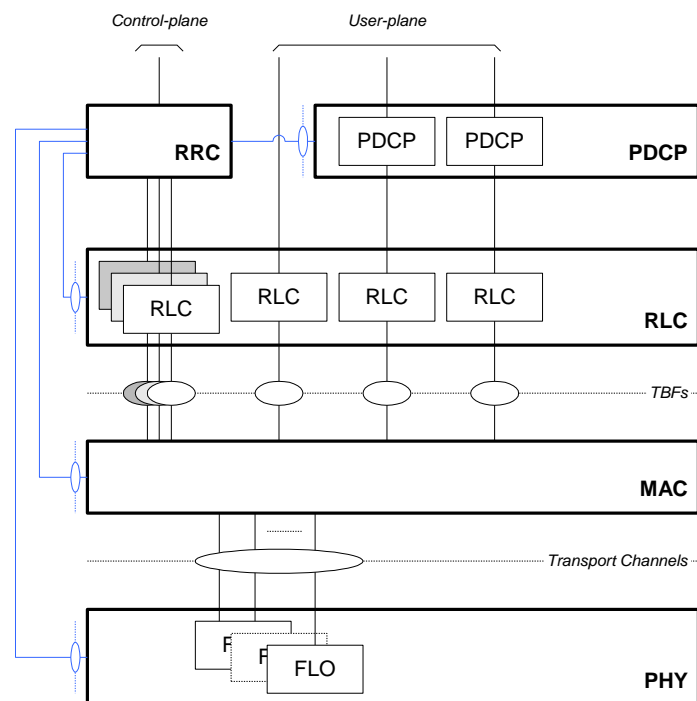 Control-plane User-plane
RRC
PDCP PDCP PDCP
RLC RLC RLC RLC RLC
TBFs
MAC
Transport Channels
F F FLO
PHY